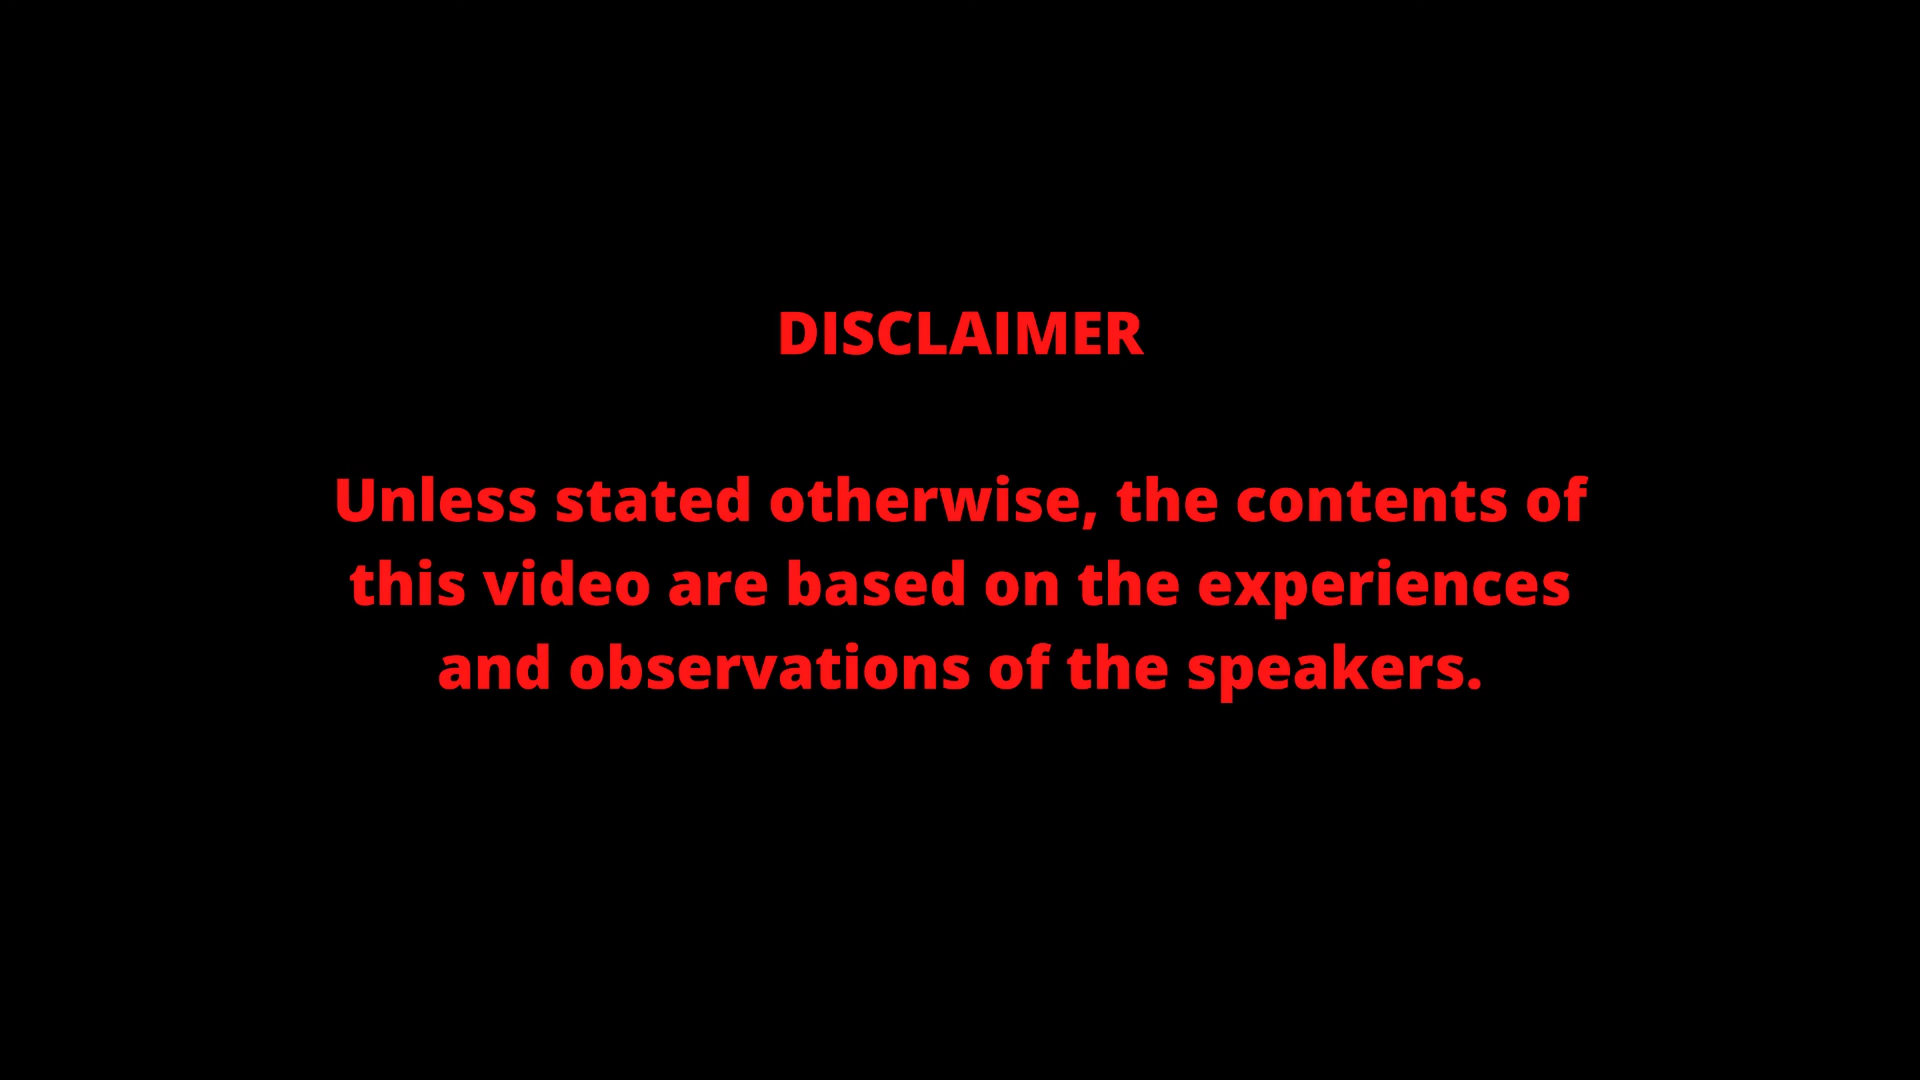 DISCLAIMER
Unless stated otherwise, the contents of
this video are based on the experiences
and observations of the speakers.